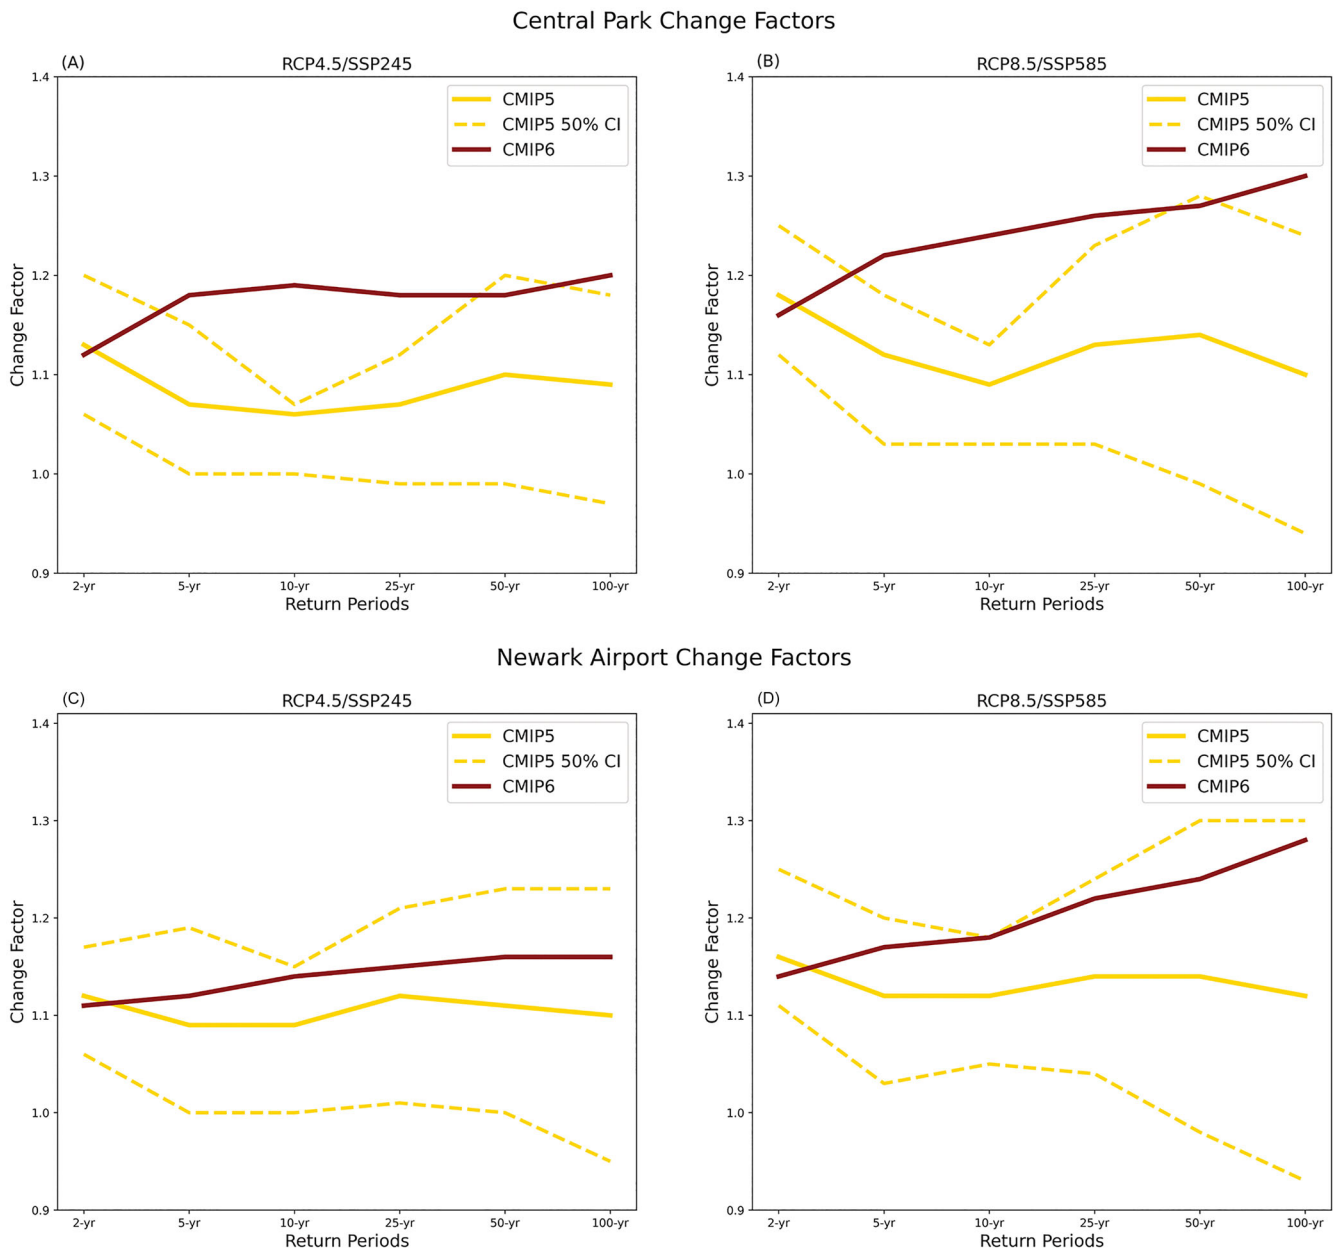 Central Park Change Factors
(A)
RCP4.5/SSP245
1.4
1.3
1.2
1.1
1.0
0.9
Change Factor
CMIP5
CMIP5 50% CI
CMIP6
2-yr 5-yr 10-yr 25-yr 50-yr 100-yr
Return Periods
(B)
RCP8.5/SSP585
1.4
1.3
1.2
1.1
1.0
0.9
Change Factor
CMIP5
CMIP5 50% CI
CMIP6
2-yr 5-yr 10-yr 25-yr 50-yr 100-yr
Return Periods
Newark Airport Change Factors
(C)
RCP4.5/SSP245
1.4
1.3
1.2
1.1
1.0
0.9
Change Factor
CMIP5
CMIP5 50% CI
CMIP6
2-yr 5-yr 10-yr 25-yr 50-yr 100-yr
Return Periods
(D)
RCP8.5/SSP585
1.4
1.3
1.2
1.1
1.0
0.9
Change Factor
CMIP5
CMIP5 50% CI
CMIP6
2-yr 5-yr 10-yr 25-yr 50-yr 100-yr
Return Periods